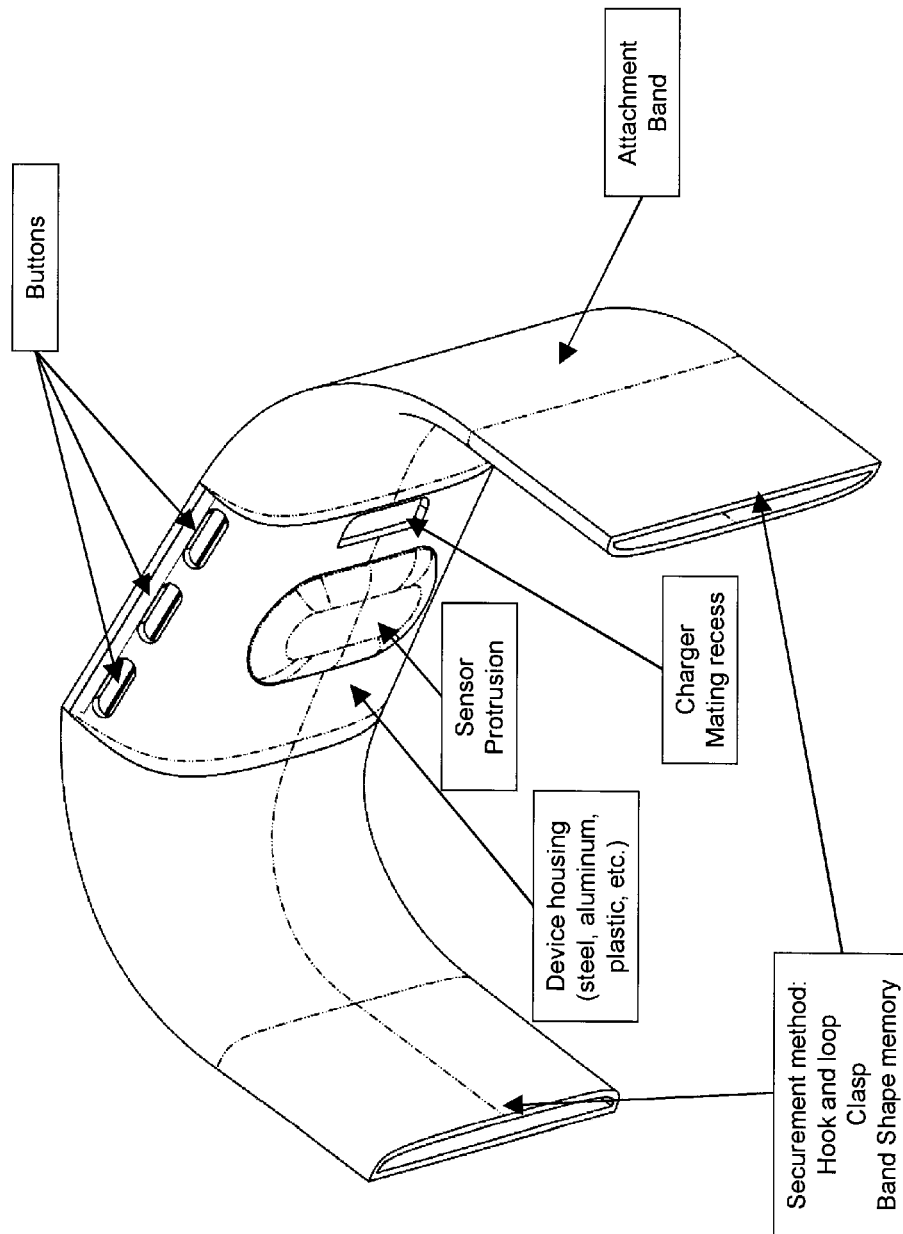 Buttons
Attachment
Band
Sensor
Protrusion
Charger
Mating recess
Device housing
(steel, aluminum,
plastic, etc.)
Securement method:
Hook and loop
Clasp
Band Shape memory